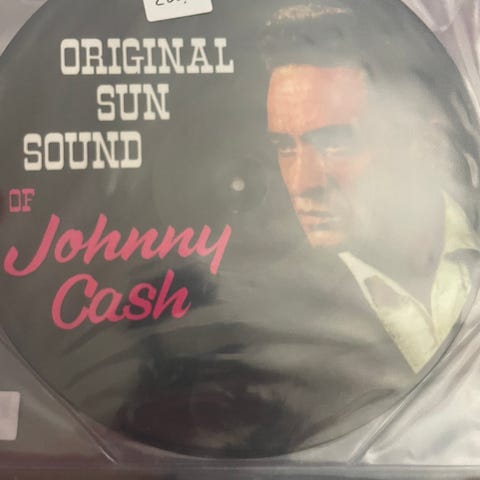 ORIGINAL
SUN
SOUND
OF
Johnny
Cash